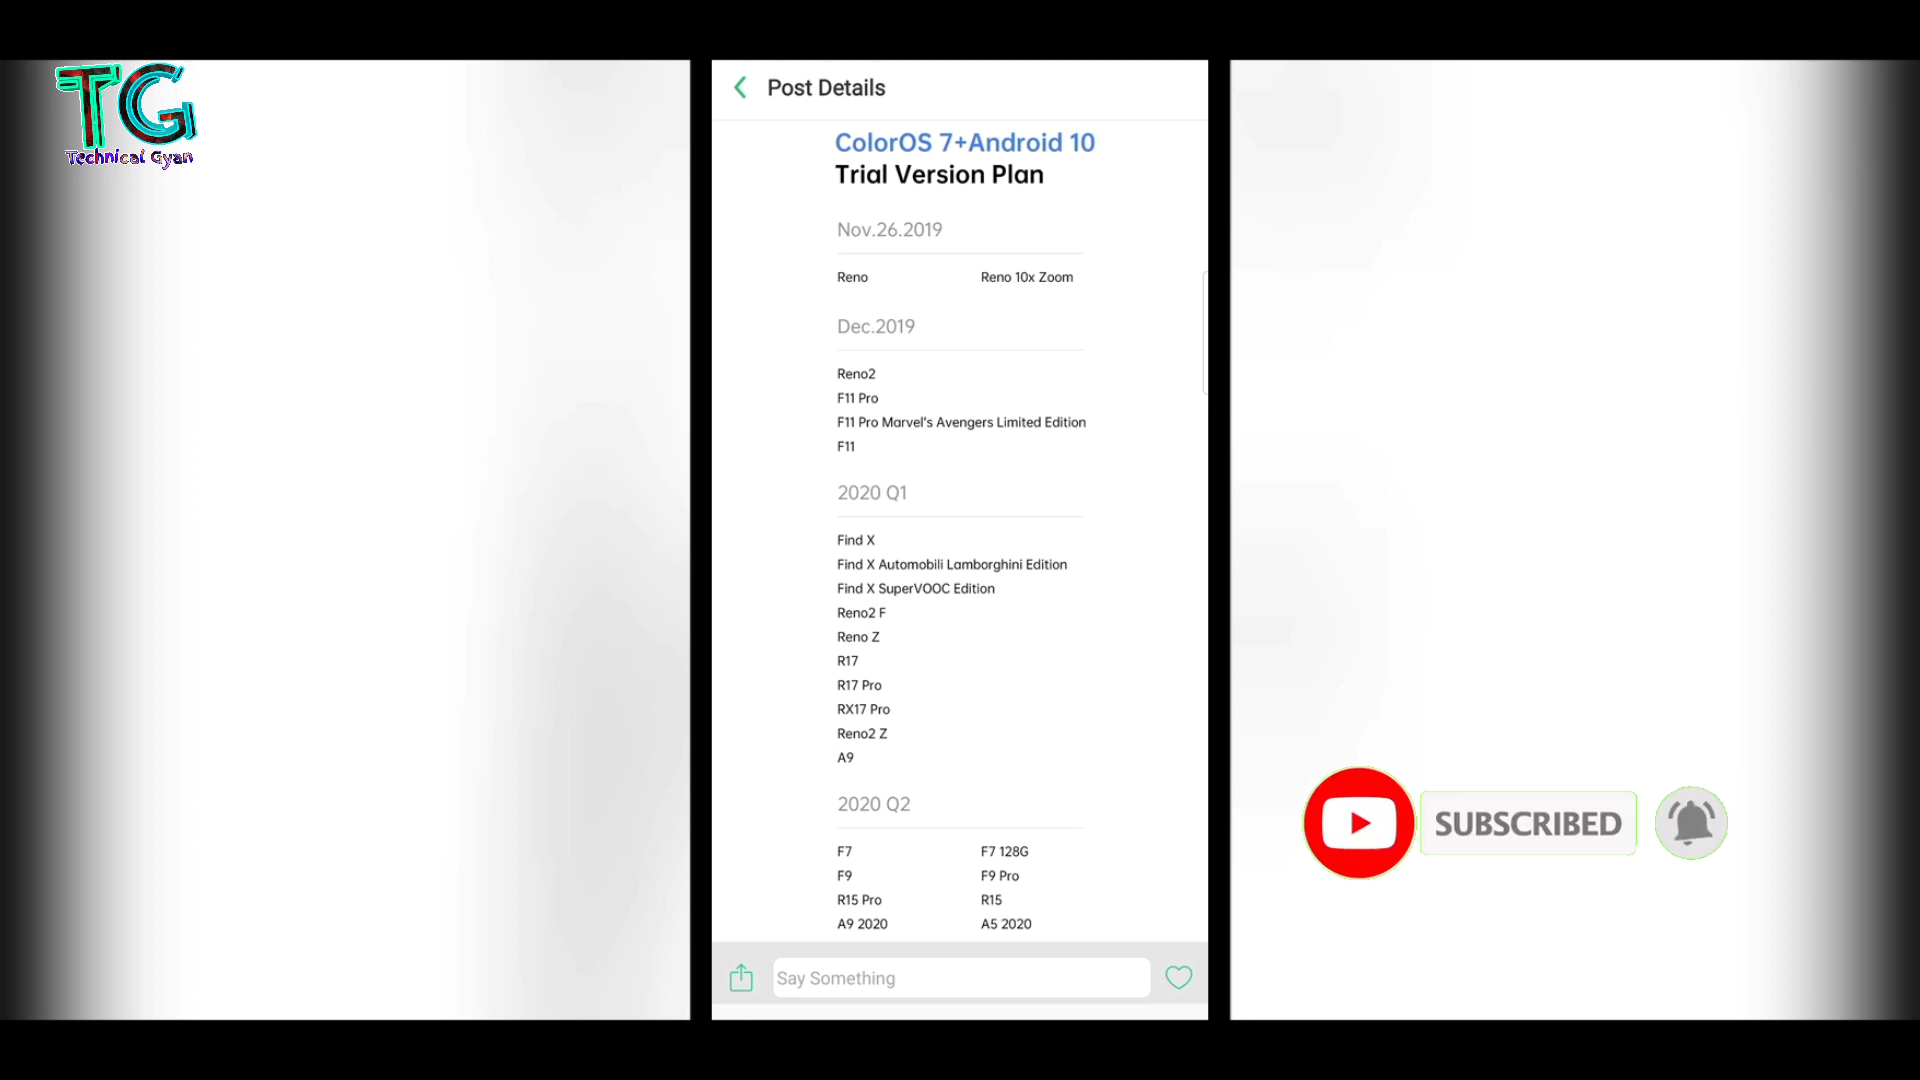 TG
Technical Gyan
Post Details
ColorOS 7+Android 10
Trial Version Plan
Nov.26.2019
Reno Reno 10x Zoom
Dec.2019
Reno2
F11 Pro
F11 Pro Marvel's Avengers Limited Edition
F11
2020 Q1
Find X
Find X Automobili Lamborghini Edition
Find X SuperVOOC Edition
Reno2 F
Reno Z
R17
R17 Pro
RX17 Pro
Reno2 Z
A9
2020 Q2
F7 F7 128G
F9 F9 Pro
R15 Pro R15
A9 2020 A5 2020
Say Something
SUBSCRIBED